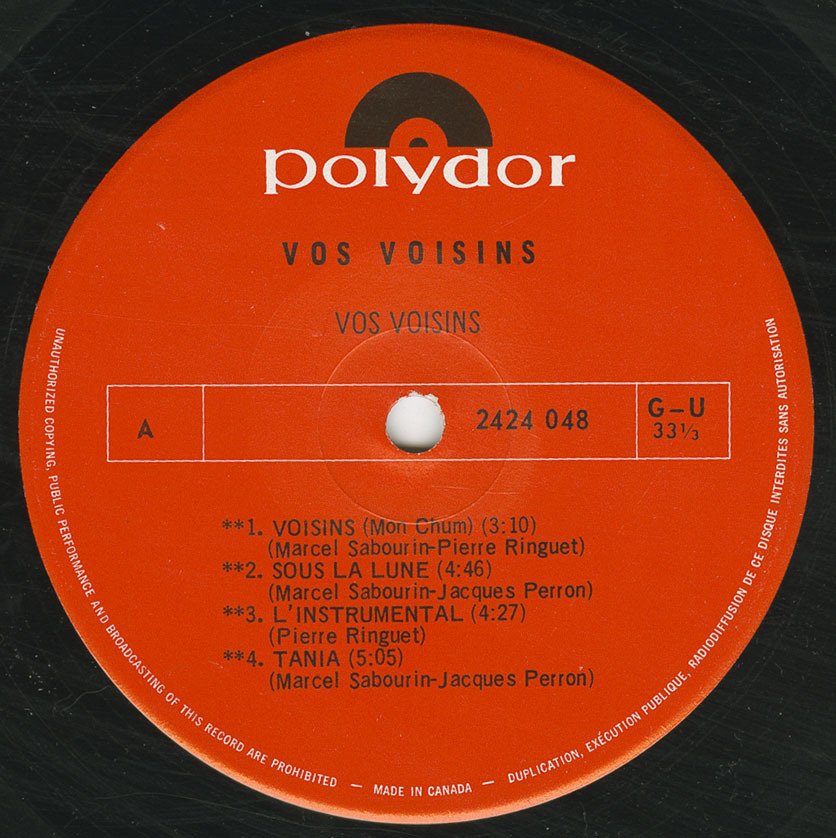 polydor
VOS VOISINS
VOS VOISINS
A
2424 048
G-U
33⅓
**1. VOISINS (Mon Chum) (3:10)
(Marcel Sabourin-Pierre Ringuet)
**2. SOUS LA LUNE (4:46)
(Marcel Sabourin-Jacques Perron)
**3. L'INSTRUMENTAL (4:27)
(Pierre Ringuet)
**4. TANIA (5:05)
(Marcel Sabourin-Jacques Perron)
UNAUTHORIZED COPYING, PUBLIC PERFORMANCE AND BROADCASTING OF THIS RECORD ARE PROHIBITED — MADE IN CANADA — DUPLICATION, EXÉCUTION PUBLIQUE, RADIODIFFUSION DE CE DISQUE INTERDITES SANS AUTORISATION